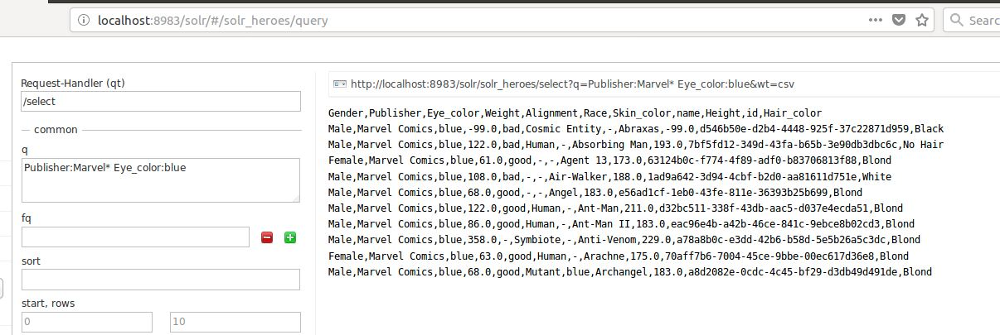 localhost:8983/solr/#/solr_heroes/query
Searc
Request-Handler (qt)
/select
common
q
Publisher:Marvel* Eye_color:blue
fq
sort
start, rows
0
10
http://localhost:8983/solr/solr_heroes/select?q=Publisher:Marvel* Eye_color:blue&wt=csv
Gender,Publisher,Eye_color,Weight,Alignment,Race,Skin_color,name,Height,id,Hair_color
Male,Marvel Comics,blue,-99.0,bad,Cosmic Entity,-,Abraxas,-99.0,d546b50e-d2b4-4448-925f-37c22871d959,Black
Male,Marvel Comics,blue,122.0,bad,Human,-,Absorbing Man,193.0,7bf5fd12-349d-43fa-b65b-3e90db3dbc6c,No Hair
Female,Marvel Comics,blue,61.0,good,-,-,Agent 13,173.0,63124b0c-f774-4f89-adf0-b83706813f88,Blond
Male,Marvel Comics,blue,108.0,bad,-,-,Air-Walker,188.0,1ad9a642-3d94-4cbf-b2d0-aa81611d751e,White
Male,Marvel Comics,blue,68.0,good,-,-,Angel,183.0,e56ad1cf-1eb0-43fe-811e-36393b25b699,Blond
Male,Marvel Comics,blue,122.0,good,Human,-,Ant-Man,211.0,d32bc511-338f-43db-aac5-d037e4ecda51,Blond
Male,Marvel Comics,blue,86.0,good,Human,-,Ant-Man II,183.0,eac96e4b-a42b-46ce-841c-9ebce8b02cd3,Blond
Male,Marvel Comics,blue,358.0,-,Symbiote,-,Anti-Venom,229.0,a78a8b0c-e3dd-42b6-b58d-5e5b26a5c3dc,Blond
Female,Marvel Comics,blue,63.0,good,Human,-,Arachne,175.0,70aff7b6-7004-45ce-9bbe-00ec617d36e8,Blond
Male,Marvel Comics,blue,68.0,good,Mutant,blue,Archangel,183.0,a8d2082e-0cdc-4c45-bf29-d3db49d491de,Blond